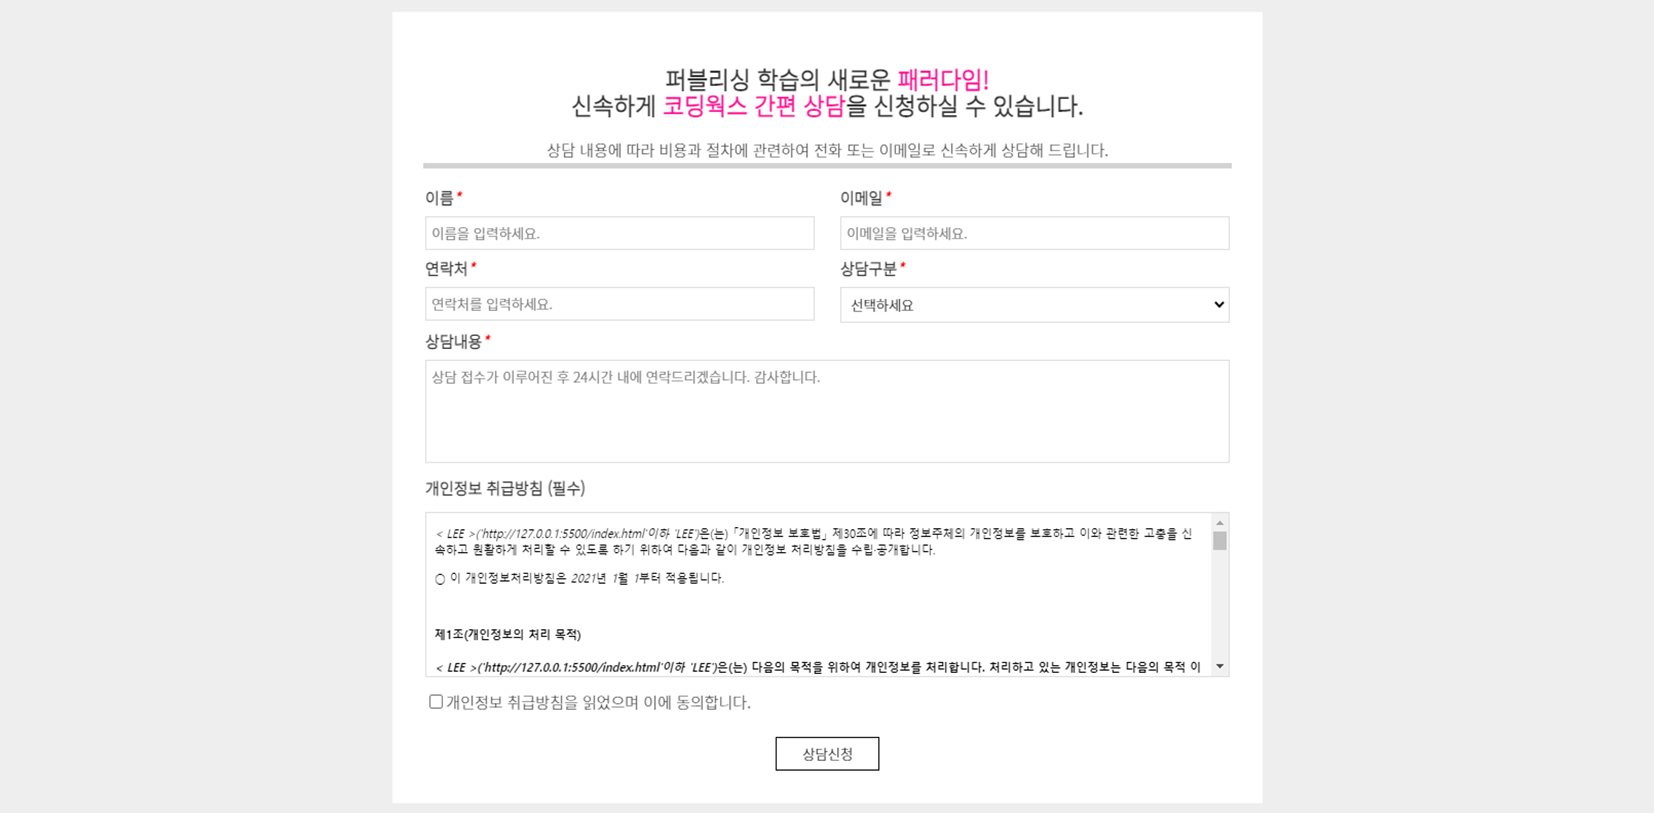 퍼블리싱 학습의 새로운 패러다임!
신속하게 코딩웍스 간편 상담을 신청하실 수 있습니다.
상담 내용에 따라 비용과 절차에 관련하여 전화 또는 이메일로 신속하게 상담해 드립니다.
이름*
이메일*
이름을 입력하세요.
이메일을 입력하세요.
연락처*
상담구분*
연락처를 입력하세요.
선택하세요
상담내용*
상담 접수가 이루어진 후 24시간 내에 연락드리겠습니다. 감사합니다.
개인정보 취급방침 (필수)
< LEE >('http://127.0.0.1:5500/index.html'이하 'LEE')은(는) 「개인정보 보호법」 제30조에 따라 정보주체의 개인정보를 보호하고 이와 관련한 고충을 신
속하고 원활하게 처리할 수 있도록 하기 위하여 다음과 같이 개인정보 처리방침을 수립·공개합니다.
○ 이 개인정보처리방침은 2021년 1월 1부터 적용됩니다.
제1조(개인정보의 처리 목적)
< LEE >('http://127.0.0.1:5500/index.html'이하 'LEE')은(는) 다음의 목적을 위하여 개인정보를 처리합니다. 처리하고 있는 개인정보는 다음의 목적 이
개인정보 취급방침을 읽었으며 이에 동의합니다.
상담신청